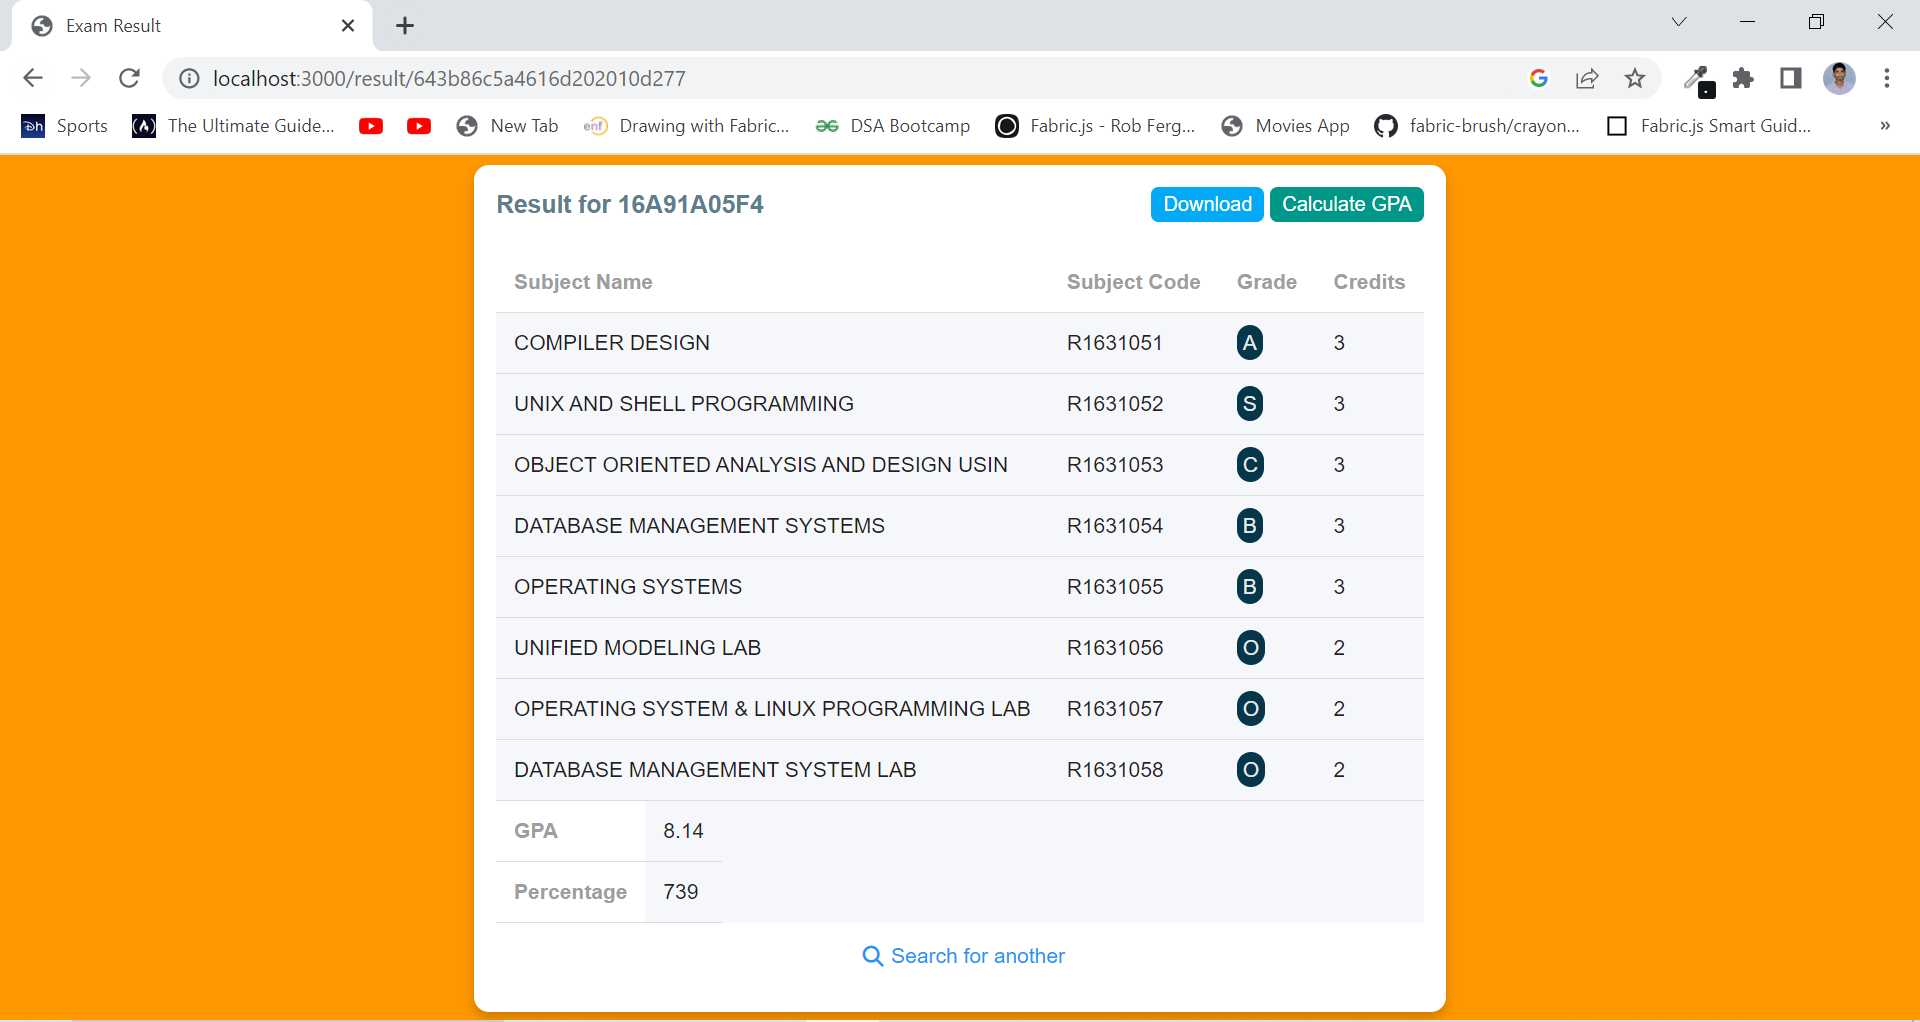 Exam Result
localhost:3000/result/643b86c5a4616d202010d277
Sports The Ultimate Guide... New Tab enf Drawing with Fabric... DSA Bootcamp Fabric.js - Rob Ferg... Movies App fabric-brush/crayon... Fabric.js Smart Guid... »
Result for 16A91A05F4 Download Calculate GPA
Subject Name Subject Code Grade Credits
COMPILER DESIGN R1631051 A 3
UNIX AND SHELL PROGRAMMING R1631052 S 3
OBJECT ORIENTED ANALYSIS AND DESIGN USIN R1631053 C 3
DATABASE MANAGEMENT SYSTEMS R1631054 B 3
OPERATING SYSTEMS R1631055 B 3
UNIFIED MODELING LAB R1631056 O 2
OPERATING SYSTEM & LINUX PROGRAMMING LAB R1631057 O 2
DATABASE MANAGEMENT SYSTEM LAB R1631058 O 2
GPA 8.14
Percentage 739
Search for another